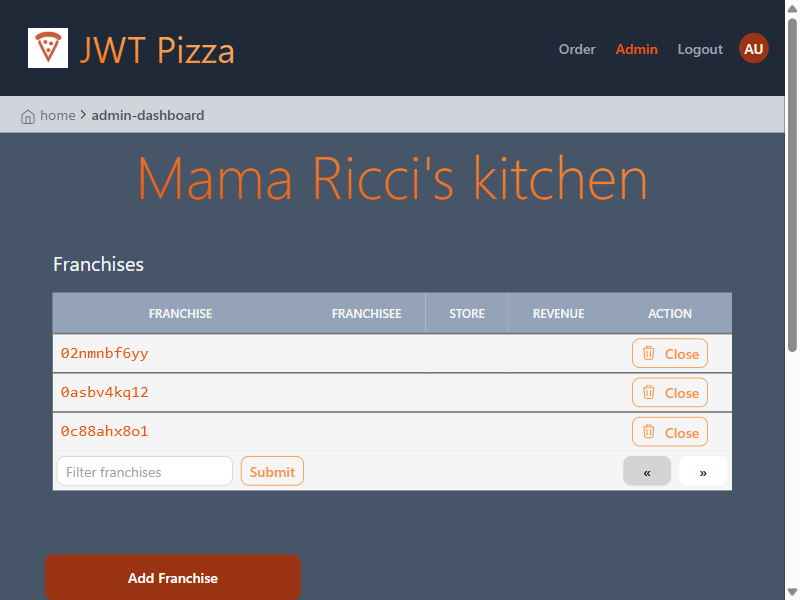 JWT Pizza
Order Admin Logout AU
home > admin-dashboard
Mama Ricci's kitchen
Franchises
FRANCHISE FRANCHISEE STORE REVENUE ACTION
02nmnbf6yy Close
0asbv4kq12 Close
0c88ahx8o1 Close
Filter franchises Submit « »
Add Franchise